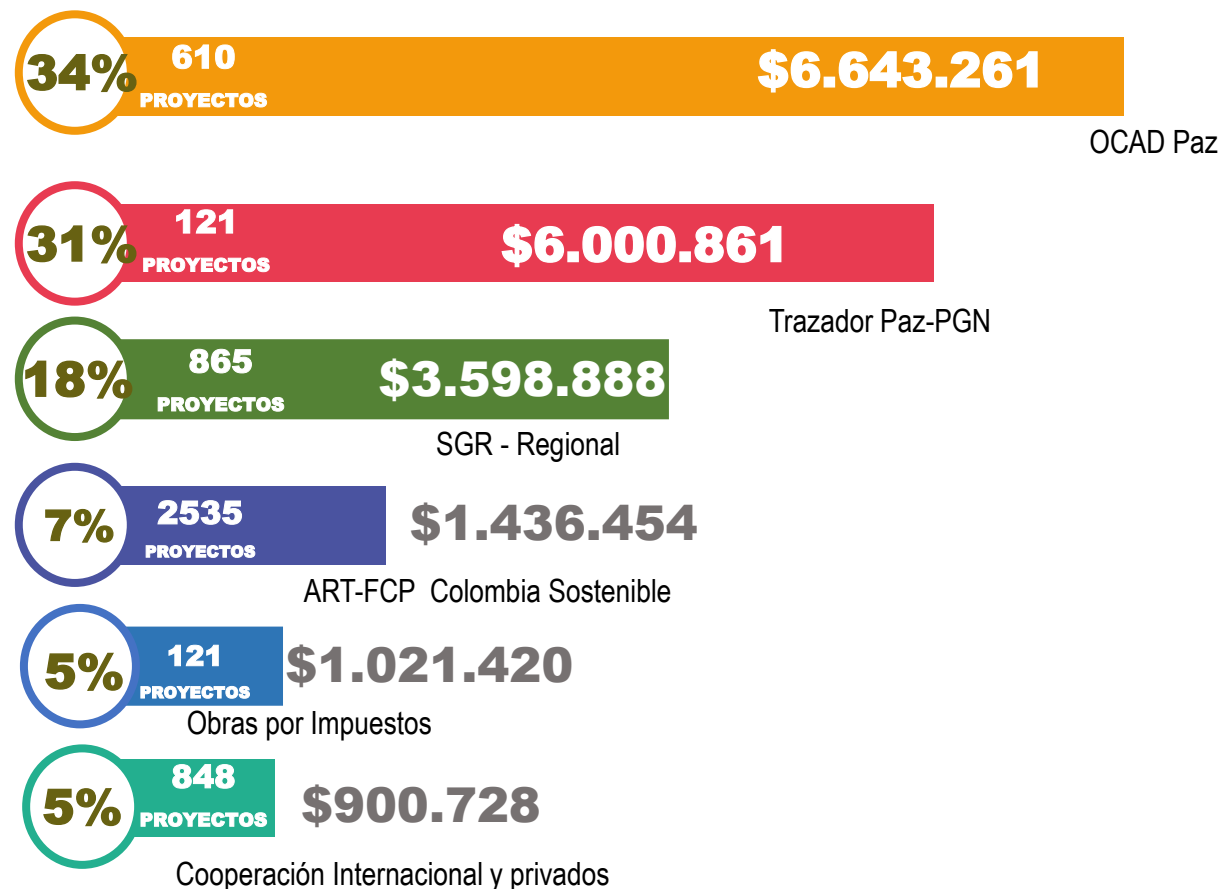 34%
610
PROYECTOS
$6.643.261
OCAD Paz
31%
121
PROYECTOS
$6.000.861
Trazador Paz-PGN
18%
865
PROYECTOS
$3.598.888
SGR - Regional
7%
2535
PROYECTOS
$1.436.454
ART-FCP Colombia Sostenible
5%
121
PROYECTOS
$1.021.420
Obras por Impuestos
5%
848
PROYECTOS
$900.728
Cooperación Internacional y privados